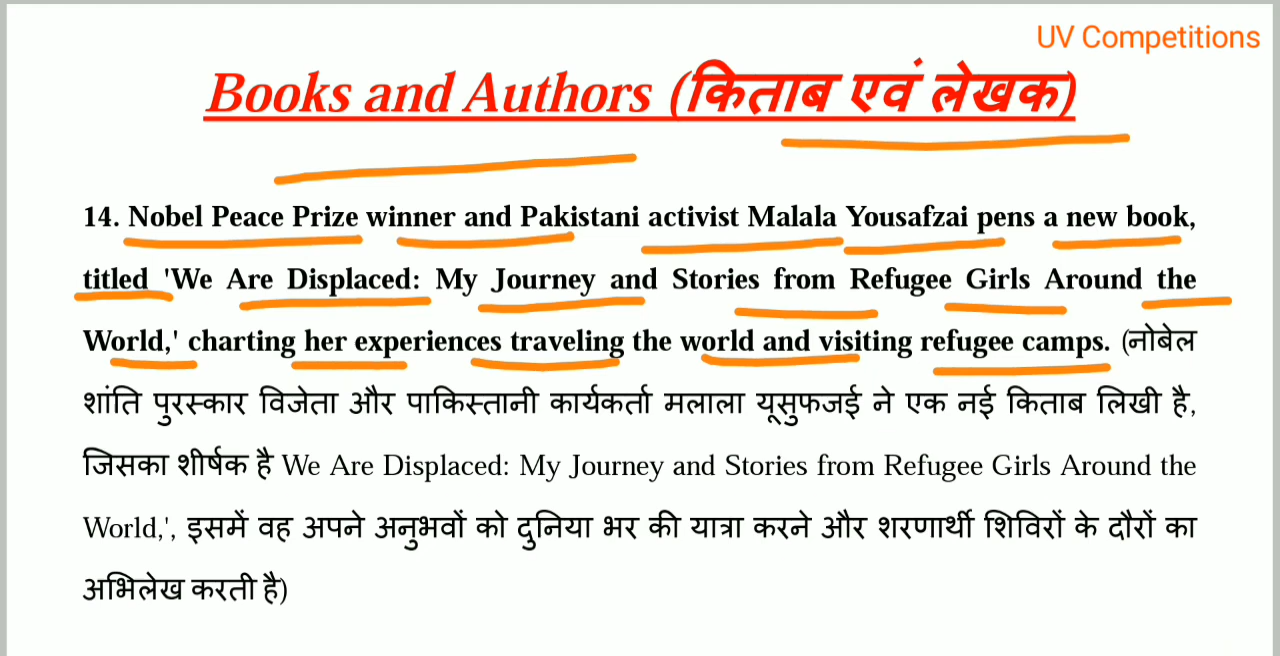 UV Competitions
Books and Authors (किताब एवं लेखक)
14. Nobel Peace Prize winner and Pakistani activist Malala Yousafzai pens a new book,
titled 'We Are Displaced: My Journey and Stories from Refugee Girls Around the
World,' charting her experiences traveling the world and visiting refugee camps. (नोबेल
शांति पुरस्कार विजेता और पाकिस्तानी कार्यकर्ता मलाला यूसुफजई ने एक नई किताब लिखी है,
जिसका शीर्षक है We Are Displaced: My Journey and Stories from Refugee Girls Around the
World,', इसमें वह अपने अनुभवों को दुनिया भर की यात्रा करने और शरणार्थी शिविरों के दौरों का
अभिलेख करती है)